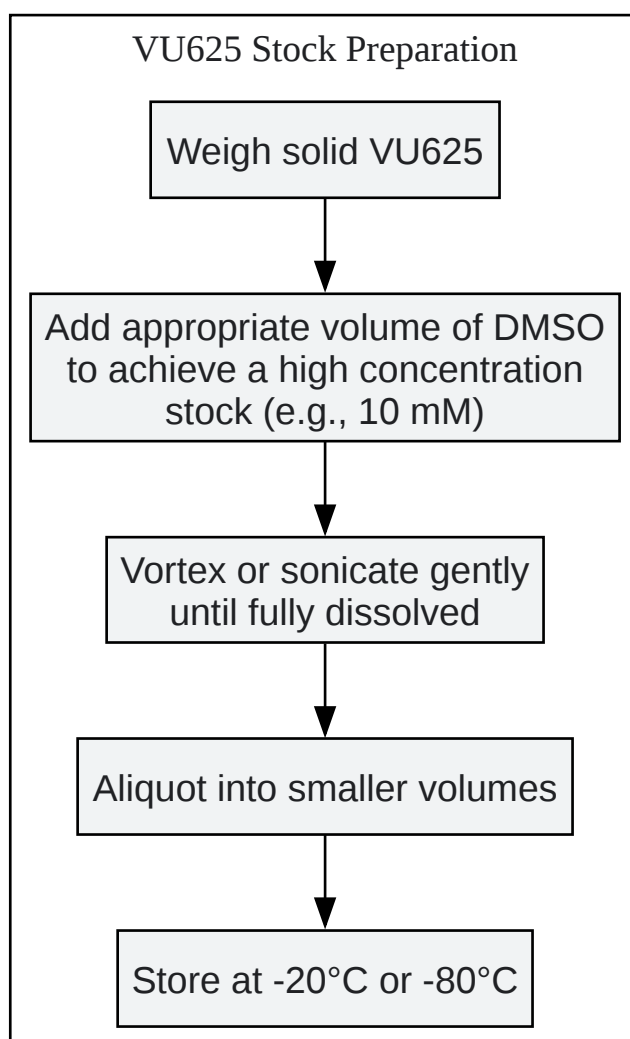 VU625 Stock Preparation
Weigh solid VU625
Add appropriate volume of DMSO
to achieve a high concentration
stock (e.g., 10 mM)
Vortex or sonicate gently
until fully dissolved
Aliquot into smaller volumes
Store at -20°C or -80°C